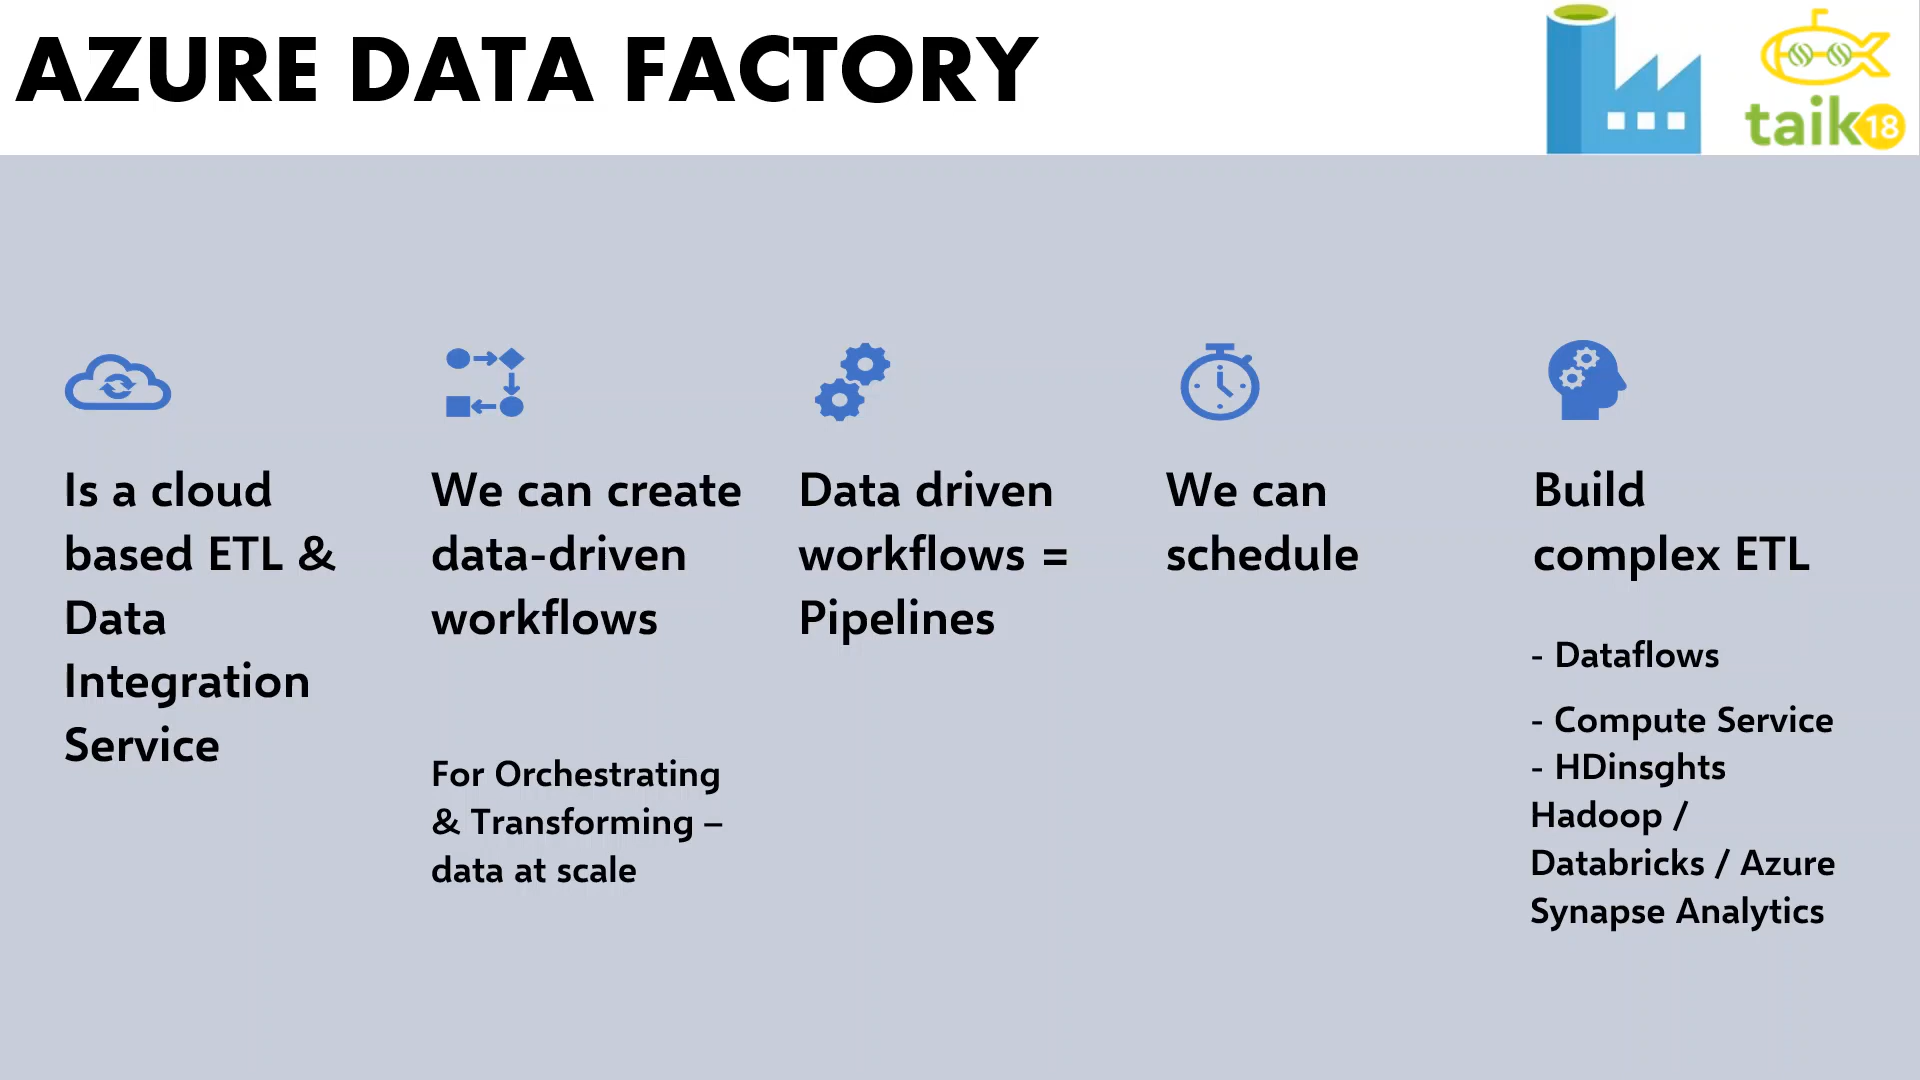 AZURE DATA FACTORY
taik18
Is a cloud
based ETL &
Data
Integration
Service
We can create
data-driven
workflows
For Orchestrating
& Transforming –
data at scale
Data driven
workflows =
Pipelines
We can
schedule
Build
complex ETL
- Dataflows
- Compute Service
- HDinsghts
Hadoop /
Databricks / Azure
Synapse Analytics